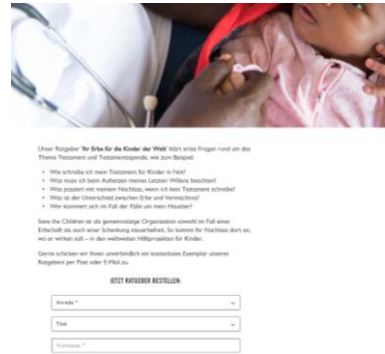 Unser Ratgeber 'Ihr Erbe für die Kinder der Welt' klärt erste Fragen rund um das
Thema Testament und Testamentsspende, wie zum Beispiel:
• Wie schreibe ich mein Testament für Kinder in Not?
• Was muss ich beim Aufsetzen meines Letzten Willens beachten?
• Was passiert mit meinem Nachlass, wenn ich kein Testament schreibe?
• Was ist der Unterschied zwischen Erbe und Vermächtnis?
• Wer kümmert sich im Fall der Fälle um mein Haustier?
Save the Children ist als gemeinnützige Organisation sowohl im Fall einer
Erbschaft als auch einer Schenkung steuerbefreit. So kommt Ihr Nachlass dort an,
wo er wirken soll – in den weltweiten Hilfsprojekten für Kinder.
Gerne schicken wir Ihnen unverbindlich ein kostenloses Exemplar unseres
Ratgebers per Post oder E-Mail zu.
JETZT RATGEBER BESTELLEN:
Anrede *
Titel
Vorname *